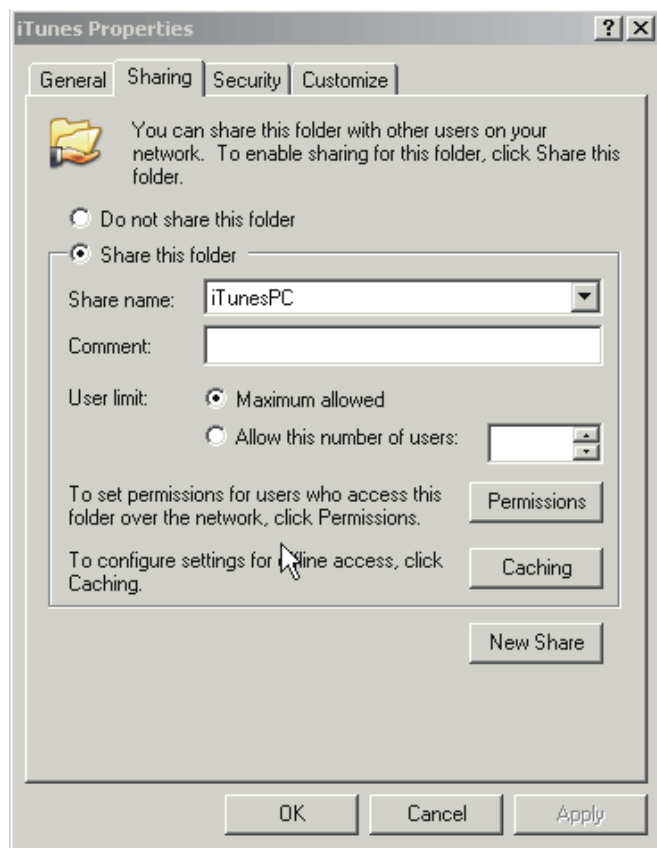 iTunes Properties
General Sharing Security Customize
You can share this folder with other users on your
network. To enable sharing for this folder, click Share this
folder.
Do not share this folder
Share this folder
Share name: iTunesPC
Comment:
User limit: Maximum allowed
Allow this number of users:
To set permissions for users who access this
folder over the network, click Permissions.
Permissions
To configure settings for offline access, click
Caching.
Caching
New Share
OK Cancel Apply